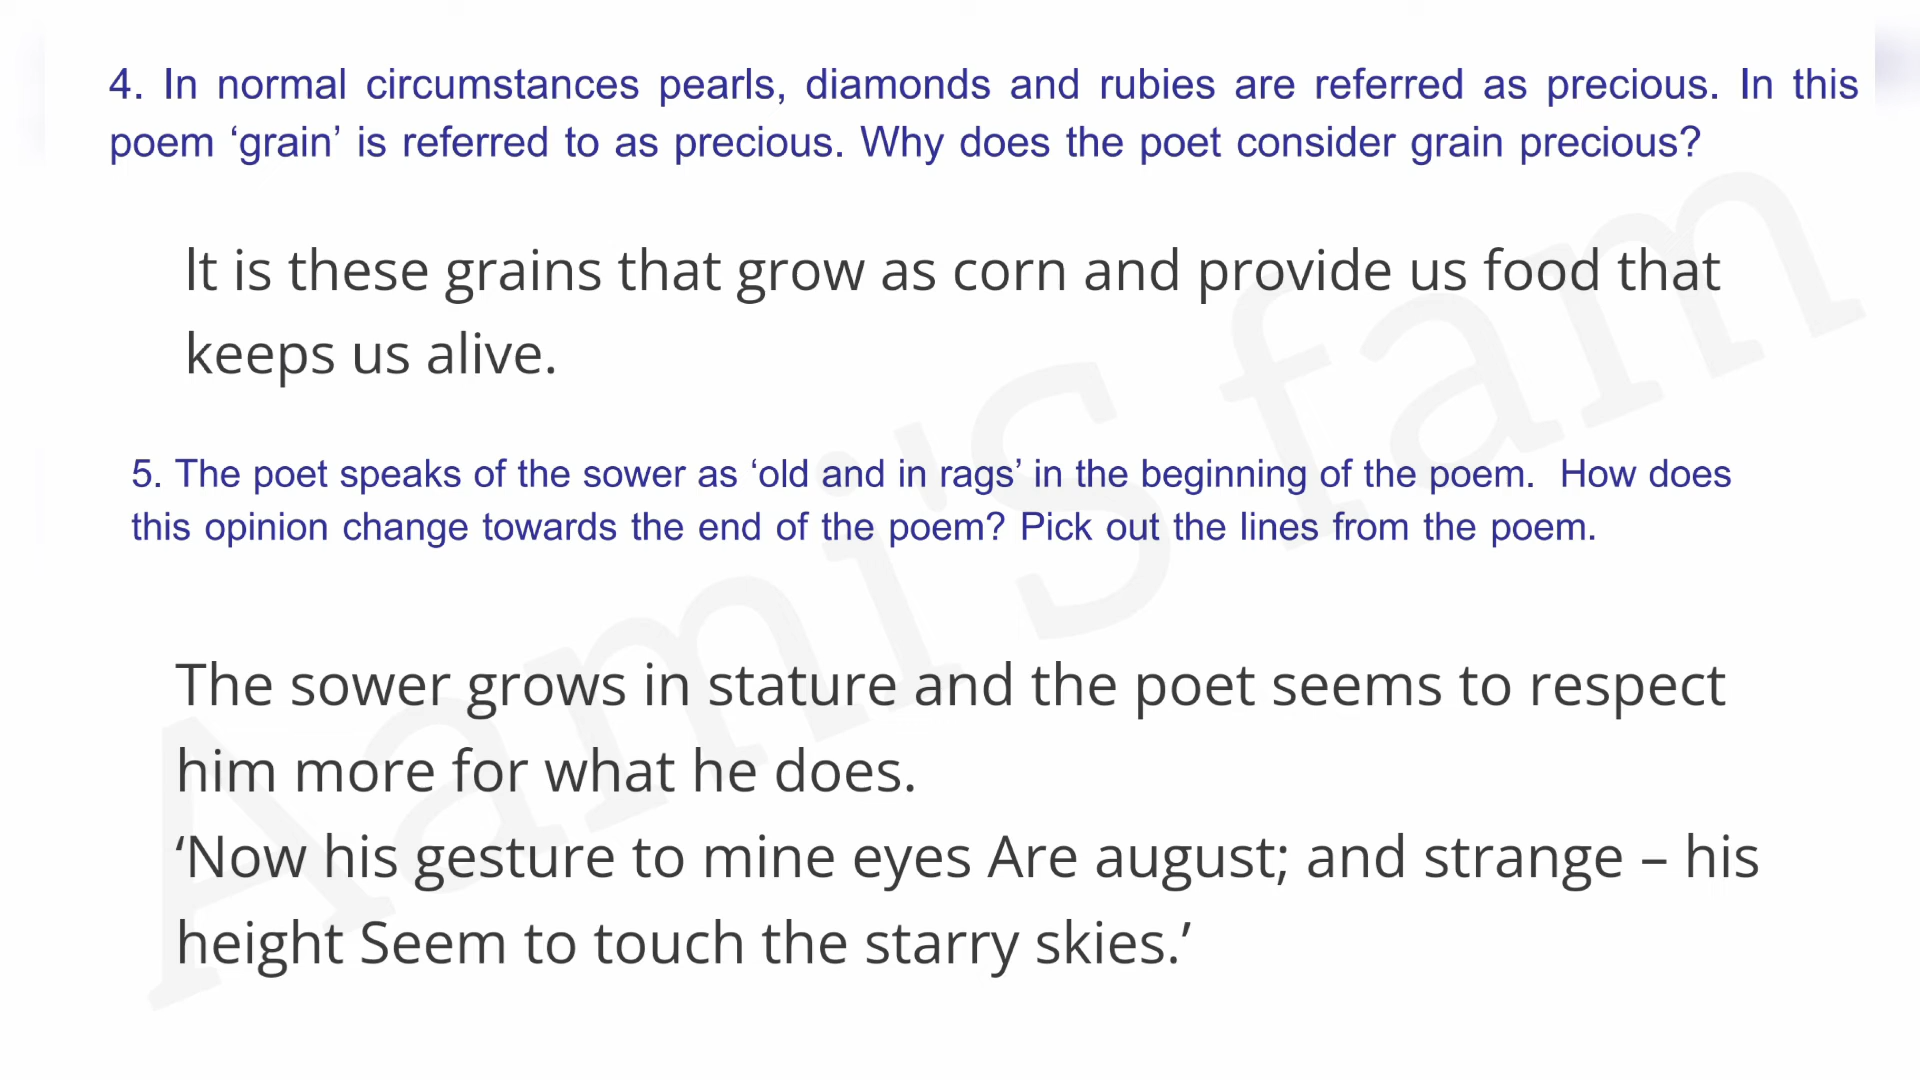 4. In normal circumstances pearls, diamonds and rubies are referred as precious. In this
poem ‘grain’ is referred to as precious. Why does the poet consider grain precious?
It is these grains that grow as corn and provide us food that
keeps us alive.
5. The poet speaks of the sower as ‘old and in rags’ in the beginning of the poem. How does
this opinion change towards the end of the poem? Pick out the lines from the poem.
The sower grows in stature and the poet seems to respect
him more for what he does.
‘Now his gesture to mine eyes Are august; and strange – his
height Seem to touch the starry skies.’
Aami'S fam